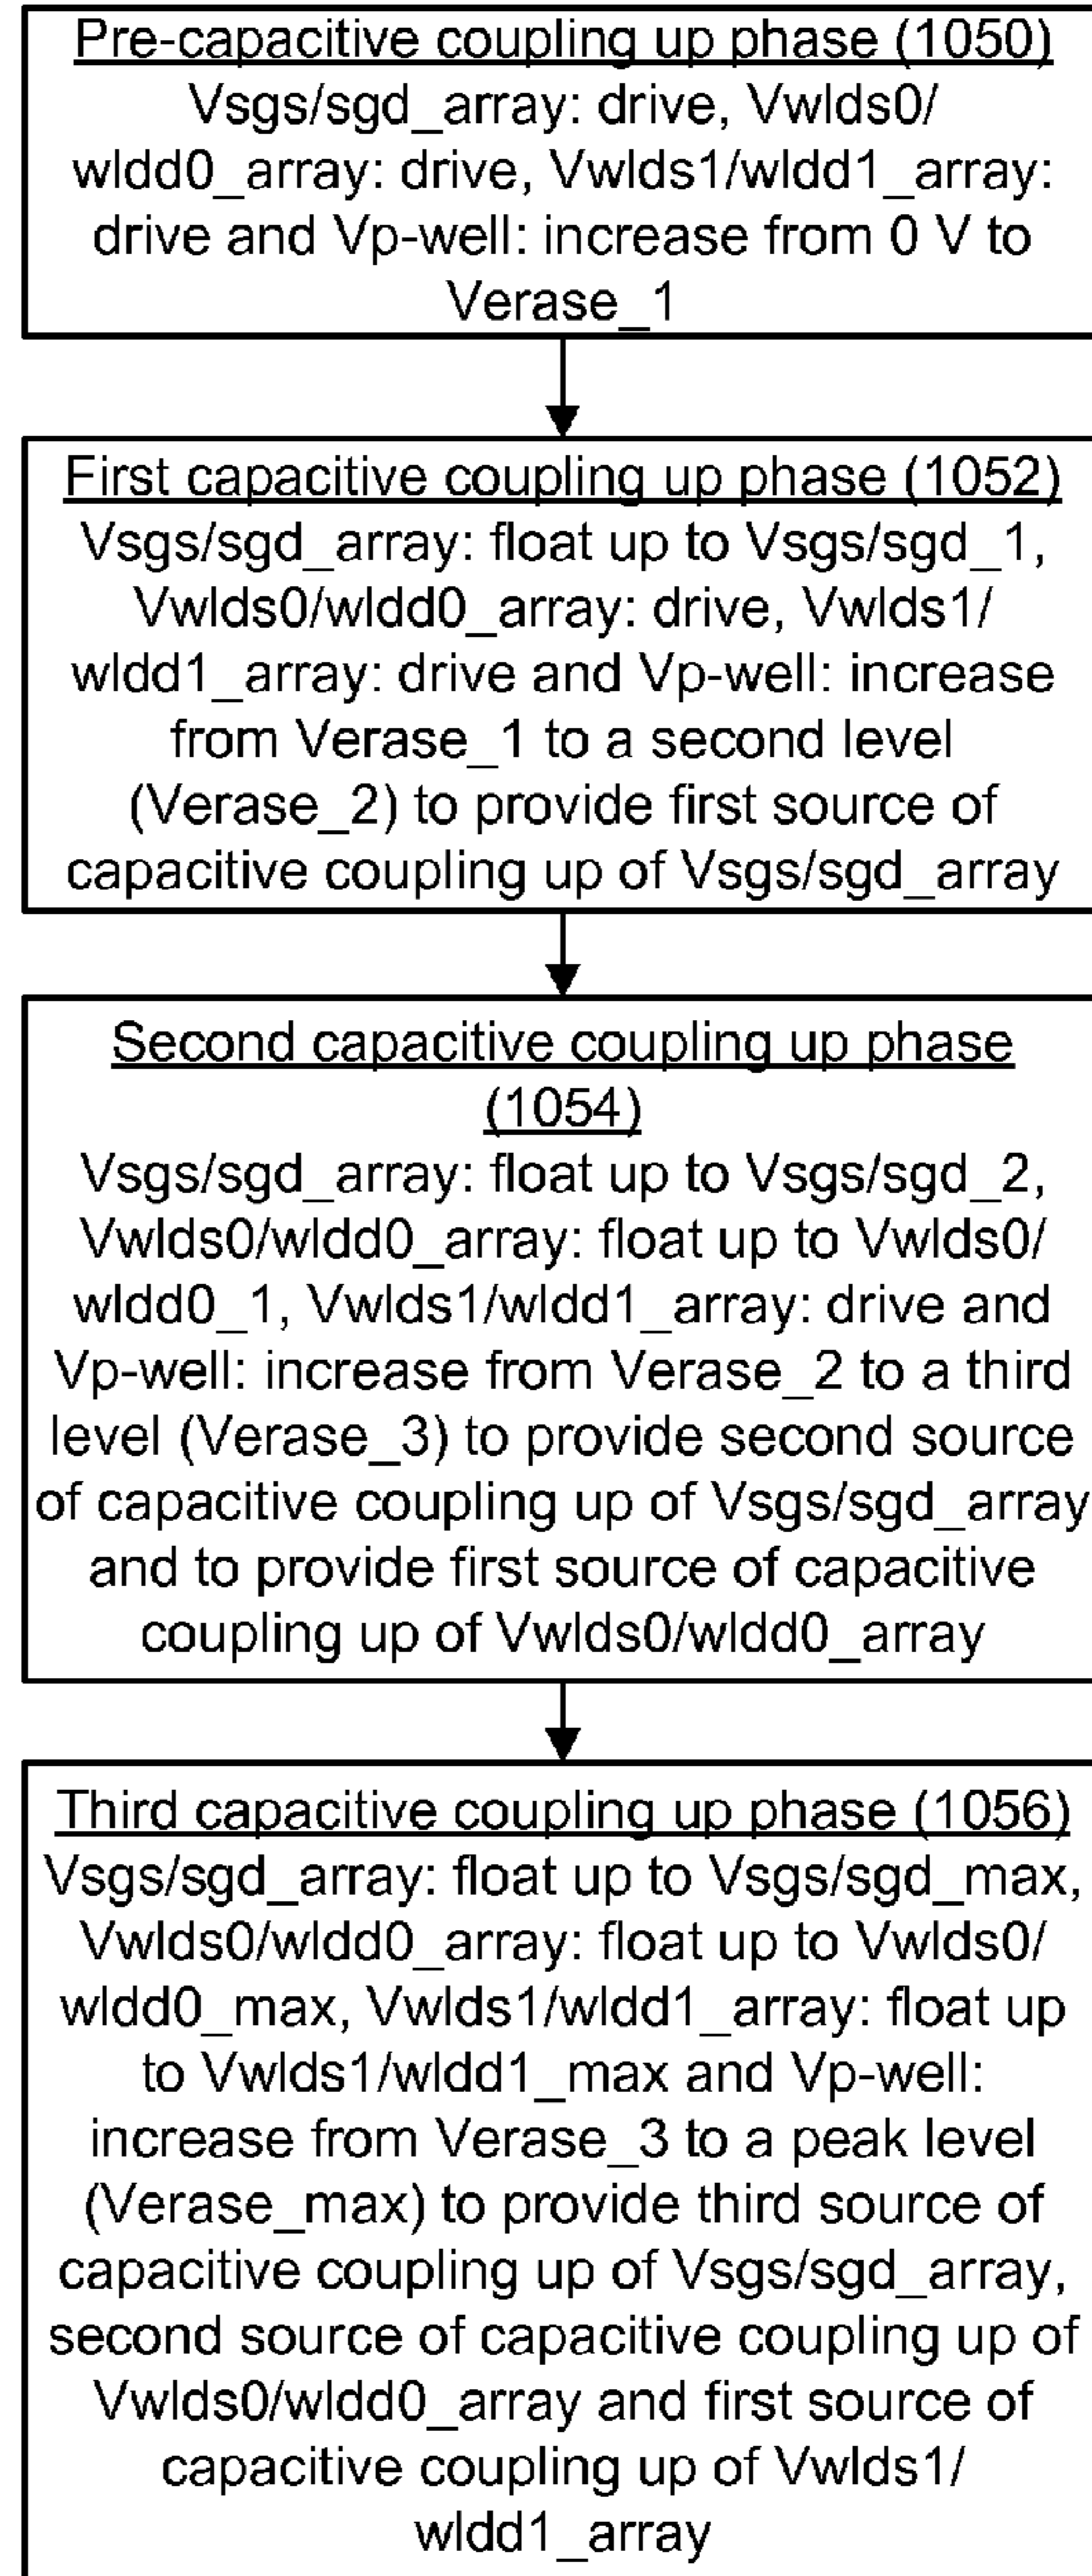 Pre-capacitive coupling up phase (1050)
Vsgs/sgd_array: drive, Vwlds0/
wldd0_array: drive, Vwlds1/wldd1_array:
drive and Vp-well: increase from 0 V to
Verase_1
First capacitive coupling up phase (1052)
Vsgs/sgd_array: float up to Vsgs/sgd_1,
Vwlds0/wldd0_array: drive, Vwlds1/
wldd1_array: drive and Vp-well: increase
from Verase_1 to a second level
(Verase_2) to provide first source of
capacitive coupling up of Vsgs/sgd_array
Second capacitive coupling up phase
(1054)
Vsgs/sgd_array: float up to Vsgs/sgd_2,
Vwlds0/wldd0_array: float up to Vwlds0/
wldd0_1, Vwlds1/wldd1_array: drive and
Vp-well: increase from Verase_2 to a third
level (Verase_3) to provide second source
of capacitive coupling up of Vsgs/sgd_array
and to provide first source of capacitive
coupling up of Vwlds0/wldd0_array
Third capacitive coupling up phase (1056)
Vsgs/sgd_array: float up to Vsgs/sgd_max,
Vwlds0/wldd0_array: float up to Vwlds0/
wldd0_max, Vwlds1/wldd1_array: float up
to Vwlds1/wldd1_max and Vp-well:
increase from Verase_3 to a peak level
(Verase_max) to provide third source of
capacitive coupling up of Vsgs/sgd_array,
second source of capacitive coupling up of
Vwlds0/wldd0_array and first source of
capacitive coupling up of Vwlds1/
wldd1_array